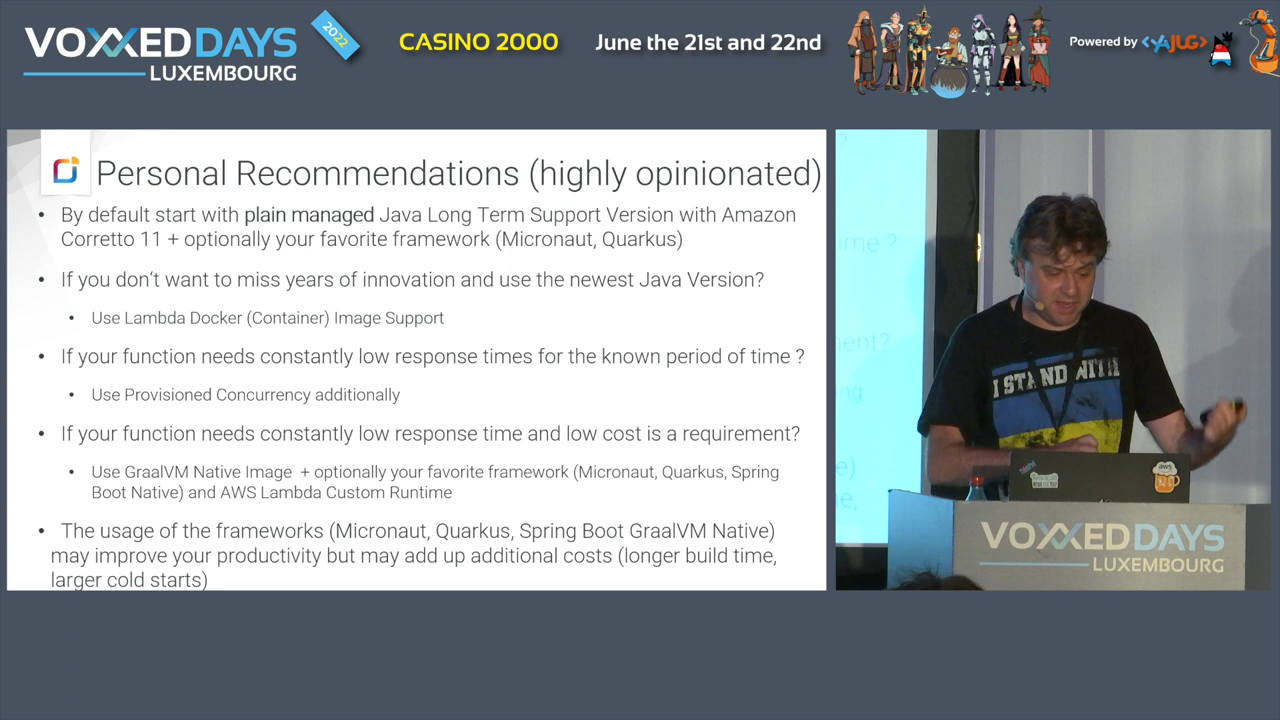 VOXXEDDAYS
LUXEMBOURG
2022
CASINO 2000
June the 21st and 22nd
Powered by <YAJUG>
Personal Recommendations (highly opinionated)
• By default start with plain managed Java Long Term Support Version with Amazon
Corretto 11 + optionally your favorite framework (Micronaut, Quarkus)
• If you don't want to miss years of innovation and use the newest Java Version?
• Use Lambda Docker (Container) Image Support
• If your function needs constantly low response times for the known period of time ?
• Use Provisioned Concurrency additionally
• If your function needs constantly low response time and low cost is a requirement?
• Use GraalVM Native Image + optionally your favorite framework (Micronaut, Quarkus, Spring
Boot Native) and AWS Lambda Custom Runtime
• The usage of the frameworks (Micronaut, Quarkus, Spring Boot GraalVM Native)
may improve your productivity but may add up additional costs (longer build time,
larger cold starts)
?
ime ?
ent?
ng
e)
e,
I STAND WITH
aws
VOXXEDDAYS
LUXEMBOURG